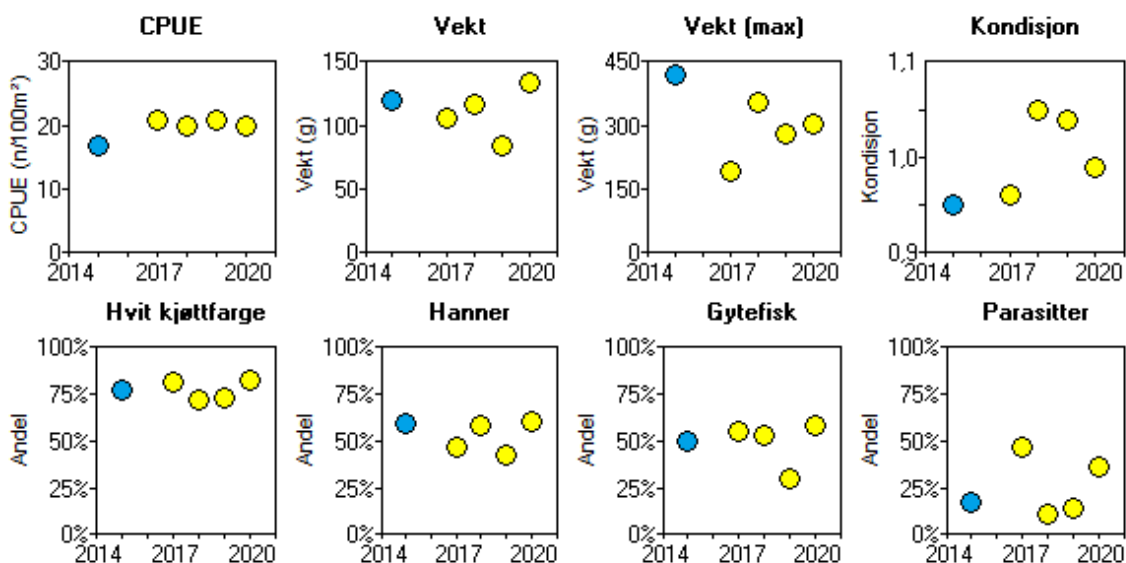 CPUE
CPUE (n/100m²)
30
20
10
0
2014 2017 2020
Vekt
Vekt (g)
150
100
50
0
2014 2017 2020
Vekt (max)
Vekt (g)
450
300
150
0
2014 2017 2020
Kondisjon
Kondisjon
1,1
1,0
0,9
2014 2017 2020
Hvit kjøttfarge
Andel
100%
75%
50%
25%
0%
2014 2017 2020
Hanner
Andel
100%
75%
50%
25%
0%
2014 2017 2020
Gytefisk
Andel
100%
75%
50%
25%
0%
2014 2017 2020
Parasitter
Andel
100%
75%
50%
25%
0%
2014 2017 2020